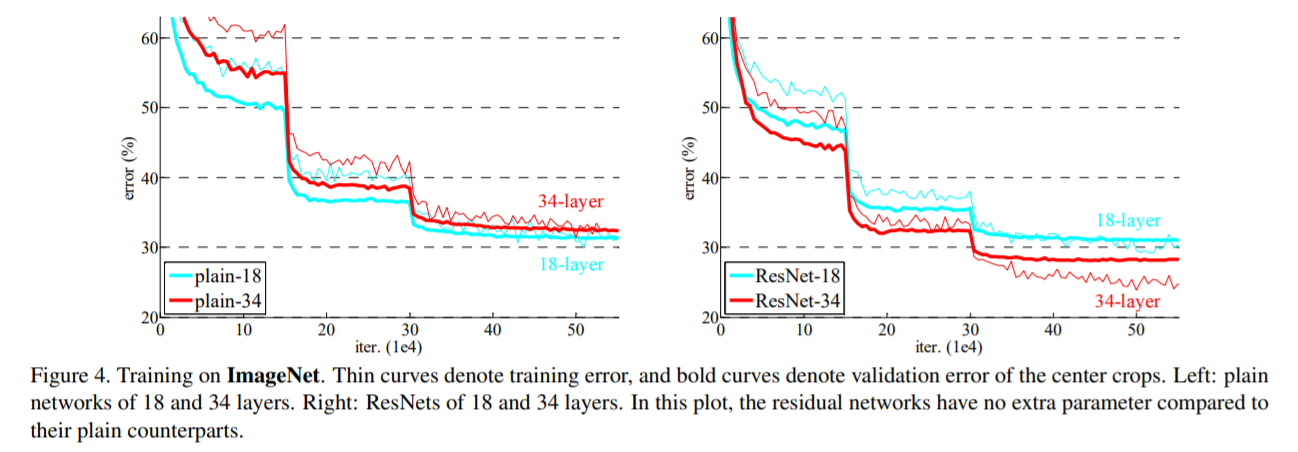 60
50
40
30
20
error (%)
0
10
20
30
40
50
iter. (1e4)
34-layer
18-layer
plain-18
plain-34
60
50
40
30
20
error (%)
0
10
20
30
40
50
iter. (1e4)
18-layer
34-layer
ResNet-18
ResNet-34
Figure 4. Training on ImageNet. Thin curves denote training error, and bold curves denote validation error of the center crops. Left: plain
networks of 18 and 34 layers. Right: ResNets of 18 and 34 layers. In this plot, the residual networks have no extra parameter compared to
their plain counterparts.